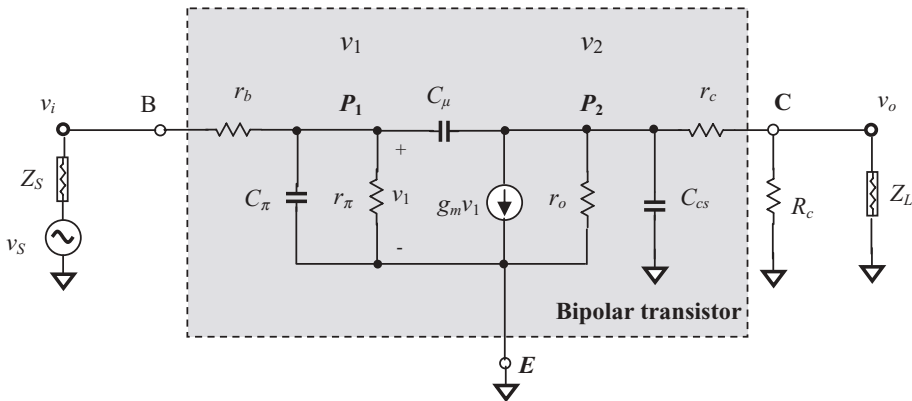 v1 v2
vi B rb P1 Cμ P2 rc C vo
+
ZS Cπ rπ v1 gmv1 ro Ccs Rc ZL
vS
-
Bipolar transistor
E